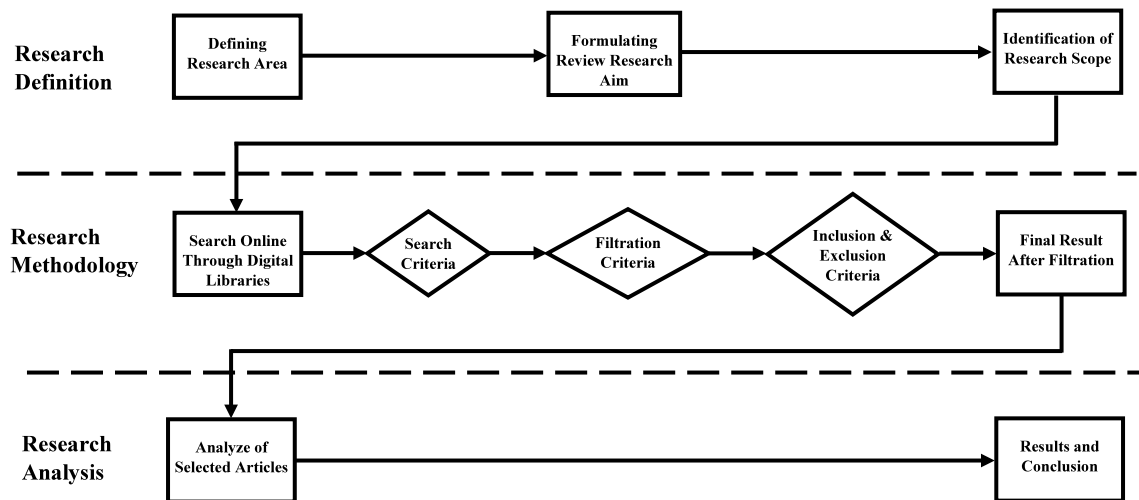 Research
Definition
Defining
Research Area
Formulating
Review Research
Aim
Identification of
Research Scope
Research
Methodology
Search Online
Through Digital
Libraries
Search
Criteria
Filtration
Criteria
Inclusion &
Exclusion
Criteria
Final Result
After Filtration
Research
Analysis
Analyze of
Selected Articles
Results and
Conclusion